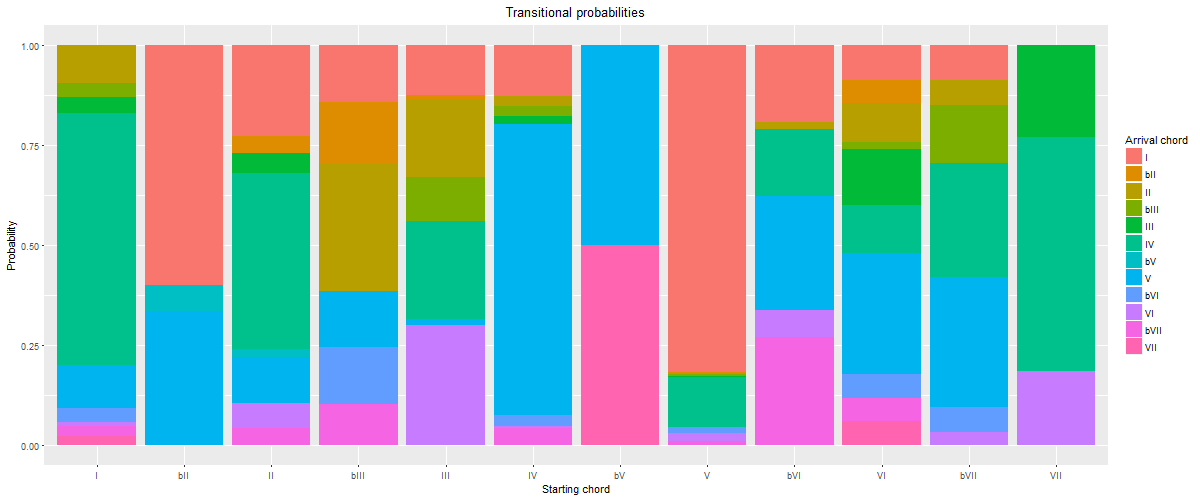 Transitional probabilities
1.00
0.75
0.50
0.25
0.00
Probability
I bII II bIII III IV bV V bVI VI bVII VII
Starting chord
Arrival chord
I
bII
II
bIII
III
IV
bV
V
bVI
VI
bVII
VII